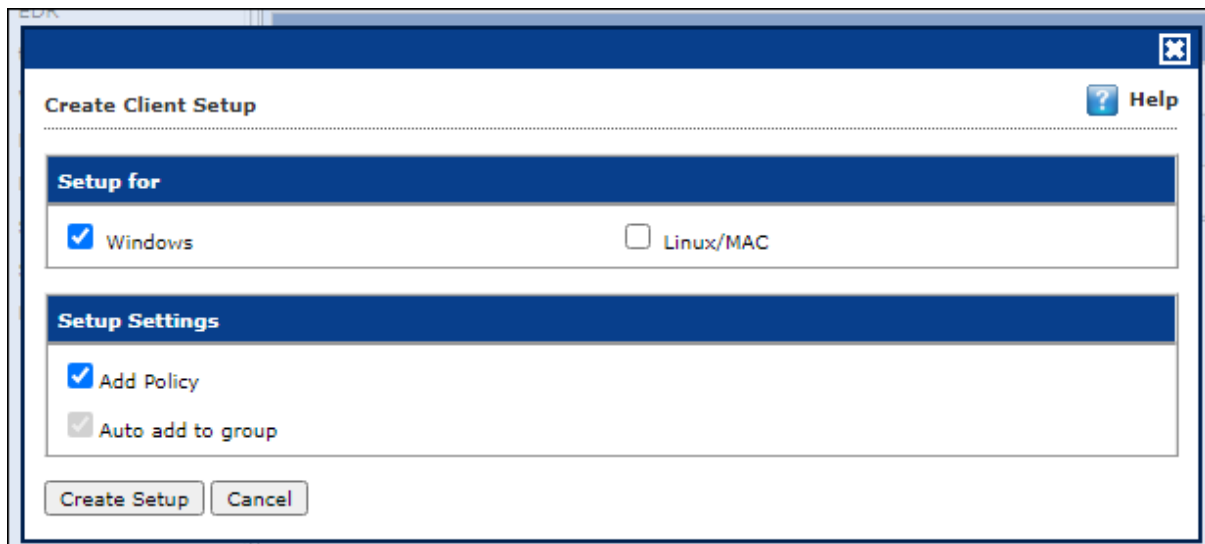 EDR
Create Client Setup
? Help
Setup for
Windows Linux/MAC
Setup Settings
Add Policy
Auto add to group
Create Setup Cancel